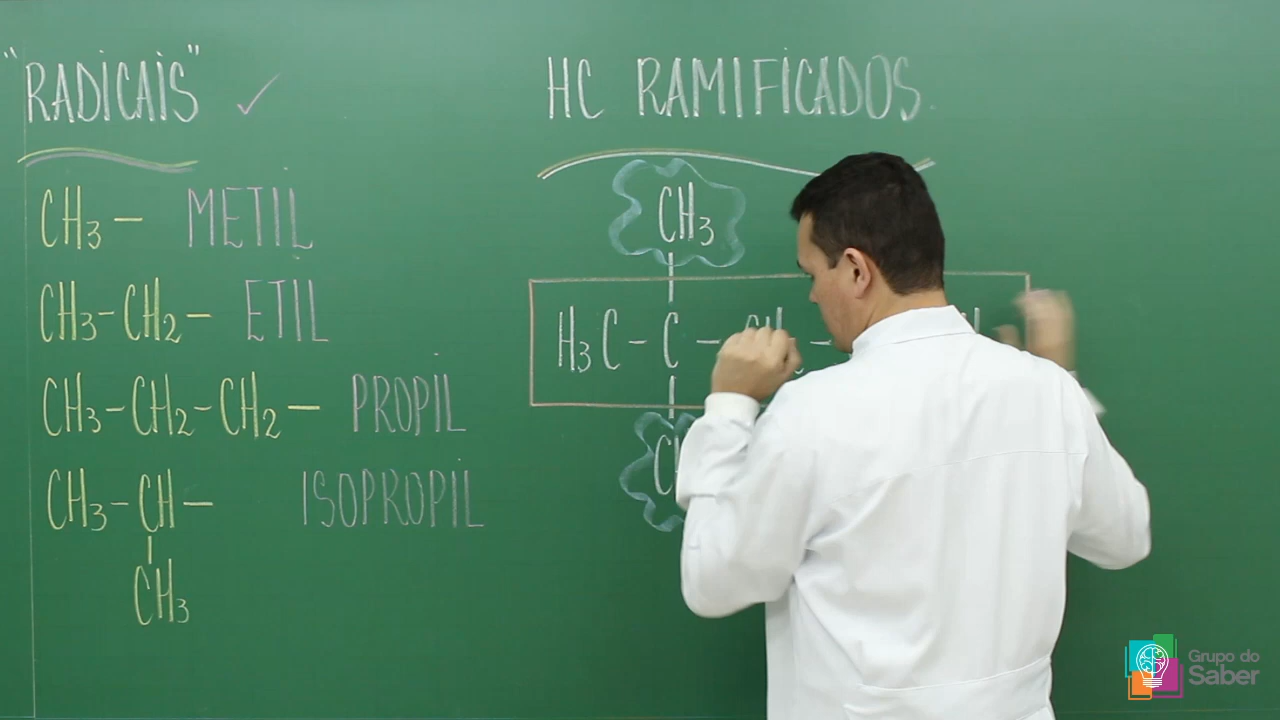 "RADICAIS"
CH3 - METIL
CH3-CH2- ETIL
CH3-CH2-CH2- PROPIL
CH3-CH- ISOPROPIL
CH3
HC RAMIFICADOS
CH3
H3C-C-
Grupo do
Saber